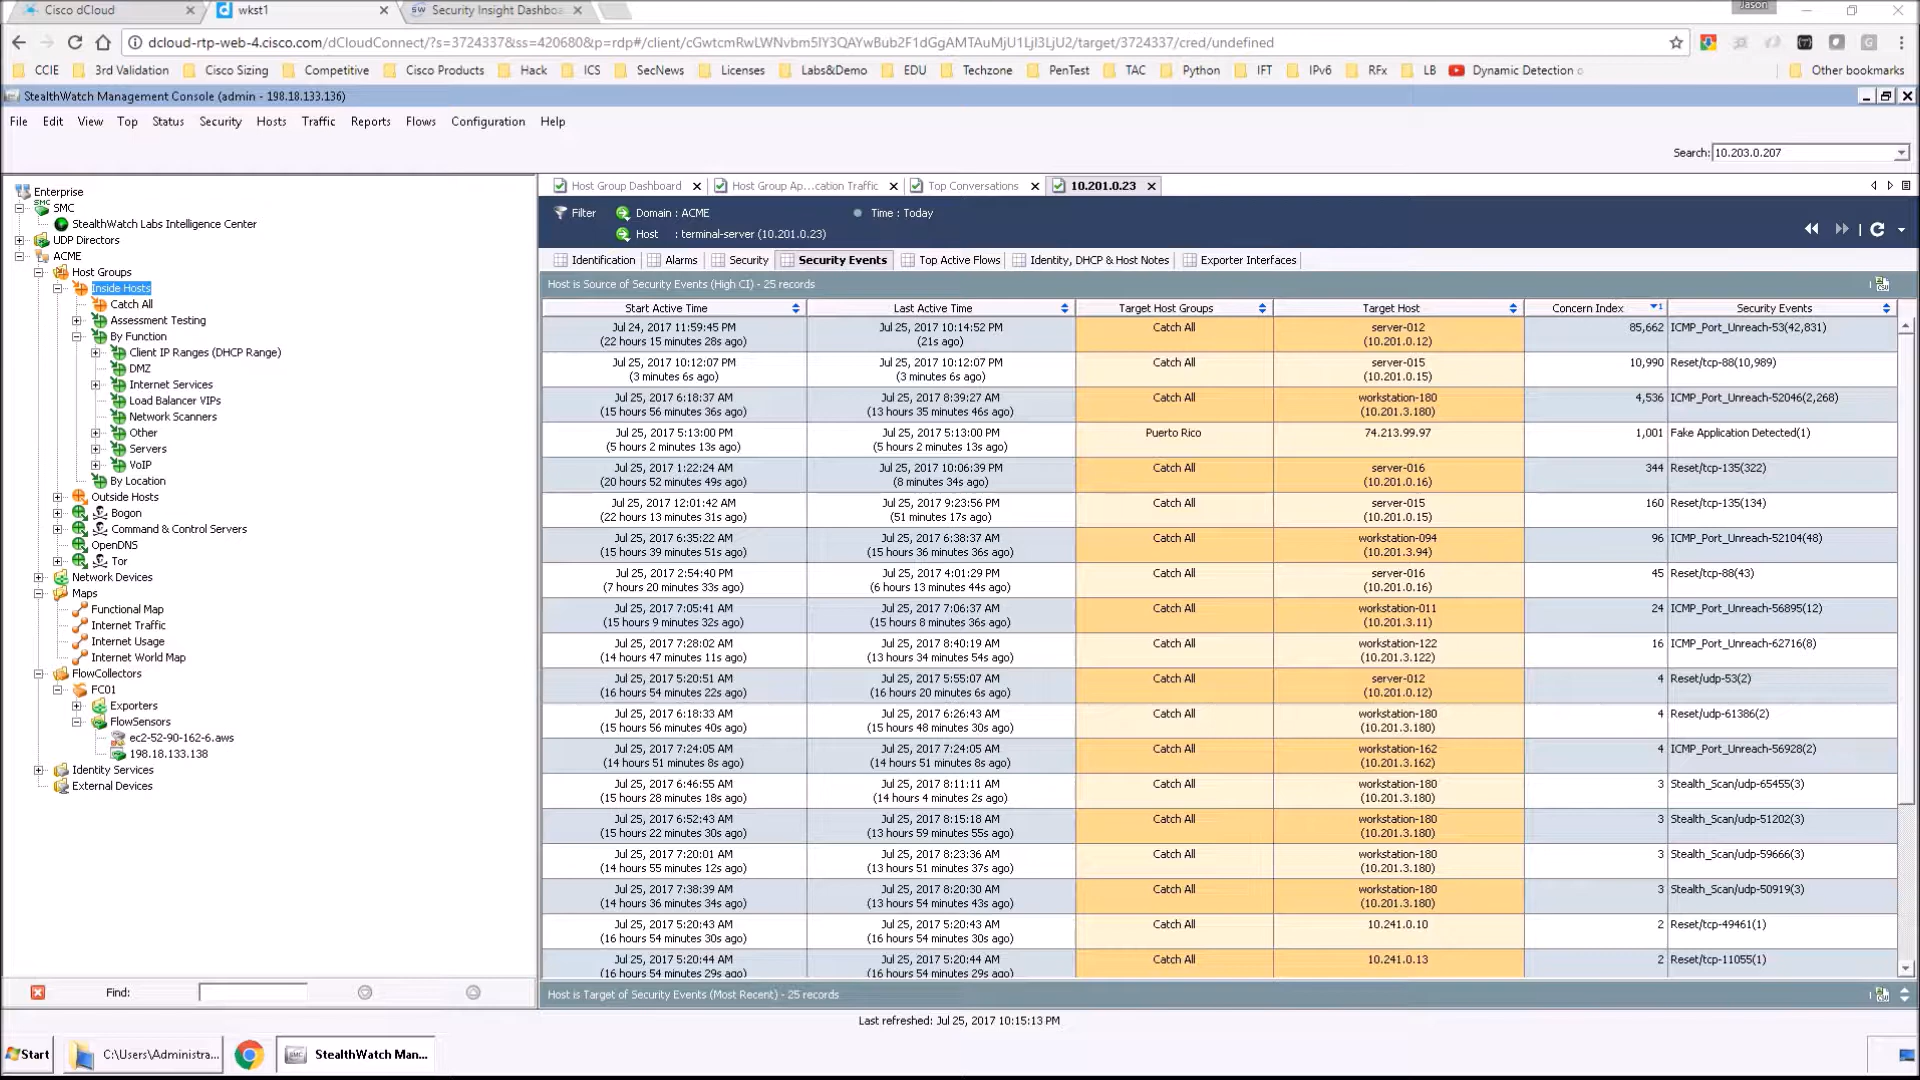 Cisco dCloud
wkst1
Security Insight Dashbo
Jason
dcloud-rtp-web-4.cisco.com/dCloudConnect/?s=3724337&ss=420680&p=rdp#/client/cGwtcmRwLWNvbm5lY3QAYwBub2F1dGgAMTAuMjU1LjI3LjU2/target/3724337/cred/undefined
CCIE 3rd Validation Cisco Sizing Competitive Cisco Products Hack ICS SecNews Licenses Labs&Demo EDU Techzone PenTest TAC Python IFT IPv6 RFx LB Dynamic Detection o Other bookmarks
StealthWatch Management Console (admin - 198.18.133.136)
File Edit View Top Status Security Hosts Traffic Reports Flows Configuration Help
Search: 10.203.0.207
Enterprise
SMC
StealthWatch Labs Intelligence Center
UDP Directors
ACME
Host Groups
Inside Hosts
Catch All
Assessment Testing
By Function
Client IP Ranges (DHCP Range)
DMZ
Internet Services
Load Balancer VIPs
Network Scanners
Other
Servers
VoIP
By Location
Outside Hosts
Bogon
Command & Control Servers
OpenDNS
Tor
Network Devices
Maps
Functional Map
Internet Traffic
Internet Usage
Internet World Map
FlowCollectors
FC01
Exporters
FlowSensors
ec2-52-90-162-6.aws
198.18.133.138
Identity Services
External Devices
Find:
Host Group Dashboard Host Group Ap...cation Traffic Top Conversations 10.201.0.23
Filter Domain : ACME Time : Today
Host : terminal-server (10.201.0.23)
Identification Alarms Security Security Events Top Active Flows Identity, DHCP & Host Notes Exporter Interfaces
Host is Source of Security Events (High CI) - 25 records
Start Active Time Last Active Time Target Host Groups Target Host Concern Index Security Events
Jul 24, 2017 11:59:45 PM Jul 25, 2017 10:14:52 PM Catch All server-012 85,662 ICMP_Port_Unreach-53(42,831)
(22 hours 15 minutes 28s ago) (21s ago) (10.201.0.12)
Jul 25, 2017 10:12:07 PM Jul 25, 2017 10:12:07 PM Catch All server-015 10,990 Reset/tcp-88(10,989)
(3 minutes 6s ago) (3 minutes 6s ago) (10.201.0.15)
Jul 25, 2017 6:18:37 AM Jul 25, 2017 8:39:27 AM Catch All workstation-180 4,536 ICMP_Port_Unreach-52046(2,268)
(15 hours 56 minutes 36s ago) (13 hours 35 minutes 46s ago) (10.201.3.180)
Jul 25, 2017 5:13:00 PM Jul 25, 2017 5:13:00 PM Puerto Rico 74.213.99.97 1,001 Fake Application Detected(1)
(5 hours 2 minutes 13s ago) (5 hours 2 minutes 13s ago)
Jul 25, 2017 1:22:24 AM Jul 25, 2017 10:06:39 PM Catch All server-016 344 Reset/tcp-135(322)
(20 hours 52 minutes 49s ago) (8 minutes 34s ago) (10.201.0.16)
Jul 25, 2017 12:01:42 AM Jul 25, 2017 9:23:56 PM Catch All server-015 160 Reset/tcp-135(134)
(22 hours 13 minutes 31s ago) (51 minutes 17s ago) (10.201.0.15)
Jul 25, 2017 6:35:22 AM Jul 25, 2017 6:38:37 AM Catch All workstation-094 96 ICMP_Port_Unreach-52104(48)
(15 hours 39 minutes 51s ago) (15 hours 36 minutes 36s ago) (10.201.3.94)
Jul 25, 2017 2:54:40 PM Jul 25, 2017 4:01:29 PM Catch All server-016 45 Reset/tcp-88(43)
(7 hours 20 minutes 33s ago) (6 hours 13 minutes 44s ago) (10.201.0.16)
Jul 25, 2017 7:05:41 AM Jul 25, 2017 7:06:37 AM Catch All workstation-011 24 ICMP_Port_Unreach-56895(12)
(15 hours 9 minutes 32s ago) (15 hours 8 minutes 36s ago) (10.201.3.11)
Jul 25, 2017 7:28:02 AM Jul 25, 2017 8:40:19 AM Catch All workstation-122 16 ICMP_Port_Unreach-62716(8)
(14 hours 47 minutes 11s ago) (13 hours 34 minutes 54s ago) (10.201.3.122)
Jul 25, 2017 5:20:51 AM Jul 25, 2017 5:55:07 AM Catch All server-012 4 Reset/udp-53(2)
(16 hours 54 minutes 22s ago) (16 hours 20 minutes 6s ago) (10.201.0.12)
Jul 25, 2017 6:18:33 AM Jul 25, 2017 6:26:43 AM Catch All workstation-180 4 Reset/udp-61386(2)
(15 hours 56 minutes 40s ago) (15 hours 48 minutes 30s ago) (10.201.3.180)
Jul 25, 2017 7:24:05 AM Jul 25, 2017 7:24:05 AM Catch All workstation-162 4 ICMP_Port_Unreach-56928(2)
(14 hours 51 minutes 8s ago) (14 hours 51 minutes 8s ago) (10.201.3.162)
Jul 25, 2017 6:46:55 AM Jul 25, 2017 8:11:11 AM Catch All workstation-180 3 Stealth_Scan/udp-65455(3)
(15 hours 28 minutes 18s ago) (14 hours 4 minutes 2s ago) (10.201.3.180)
Jul 25, 2017 6:52:43 AM Jul 25, 2017 8:15:18 AM Catch All workstation-180 3 Stealth_Scan/udp-51202(3)
(15 hours 22 minutes 30s ago) (13 hours 59 minutes 55s ago) (10.201.3.180)
Jul 25, 2017 7:20:01 AM Jul 25, 2017 8:23:36 AM Catch All workstation-180 3 Stealth_Scan/udp-59666(3)
(14 hours 55 minutes 12s ago) (13 hours 51 minutes 37s ago) (10.201.3.180)
Jul 25, 2017 7:38:39 AM Jul 25, 2017 8:20:30 AM Catch All workstation-180 3 Stealth_Scan/udp-50919(3)
(14 hours 36 minutes 34s ago) (13 hours 54 minutes 43s ago) (10.201.3.180)
Jul 25, 2017 5:20:43 AM Jul 25, 2017 5:20:43 AM Catch All 10.241.0.10 2 Reset/tcp-49461(1)
(16 hours 54 minutes 30s ago) (16 hours 54 minutes 30s ago)
Jul 25, 2017 5:20:44 AM Jul 25, 2017 5:20:44 AM Catch All 10.241.0.13 2 Reset/tcp-11055(1)
(16 hours 54 minutes 29s ago) (16 hours 54 minutes 29s ago)
Host is Target of Security Events (Most Recent) - 25 records
Last refreshed: Jul 25, 2017 10:15:13 PM
Start C:\Users\Administra... StealthWatch Man...